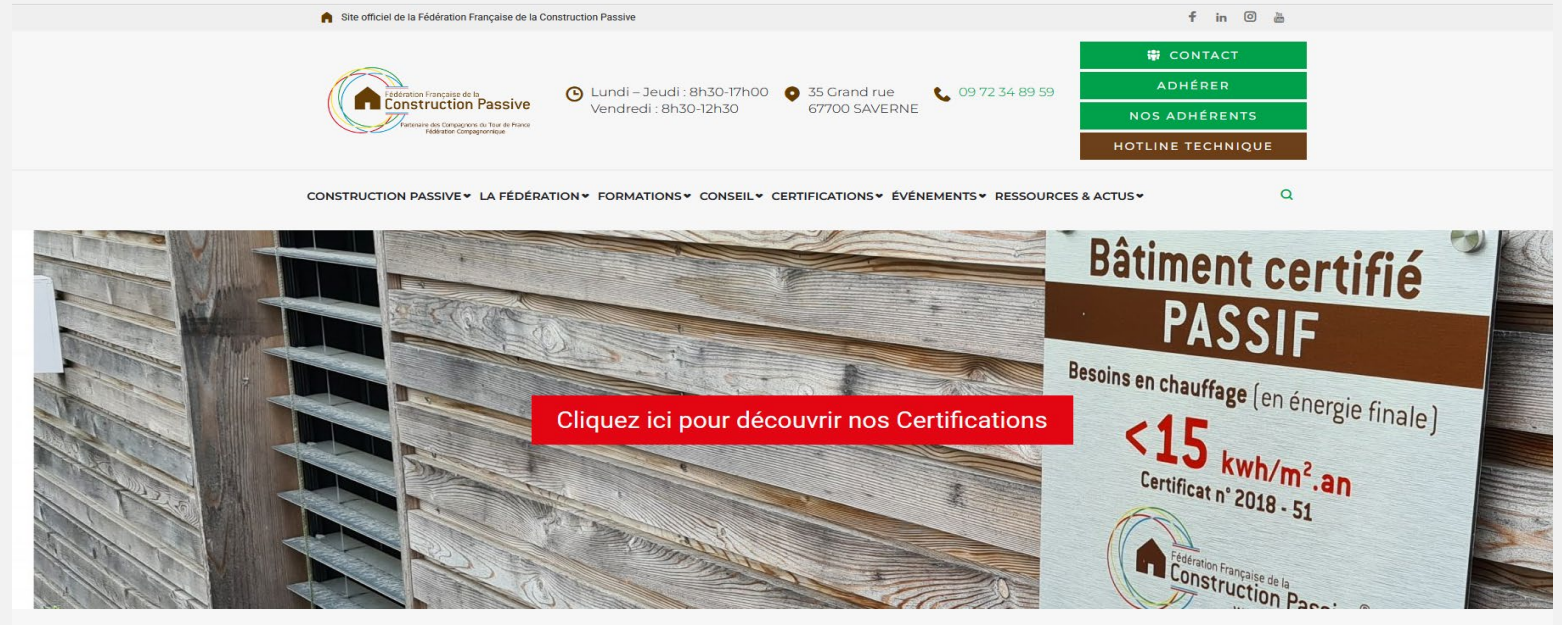 Site officiel de la Fédération Française de la Construction Passive
CONTACT
ADHÉRER
NOS ADHÉRENTS
HOTLINE TECHNIQUE
Fédération Française de la
Construction Passive
Partenaire des Compagnons du Tour de France
Fédération Compagnonnique
Lundi – Jeudi : 8h30-17h00
Vendredi : 8h30-12h30
35 Grand rue
67700 SAVERNE
09 72 34 89 59
CONSTRUCTION PASSIVE LA FÉDÉRATION FORMATIONS CONSEIL CERTIFICATIONS ÉVÉNEMENTS RESSOURCES & ACTUS
Bâtiment certifié
PASSIF
Besoins en chauffage (en énergie finale)
<15 kwh/m².an
Certificat n° 2018 - 51
Fédération Française de la
Construction
Cliquez ici pour découvrir nos Certifications